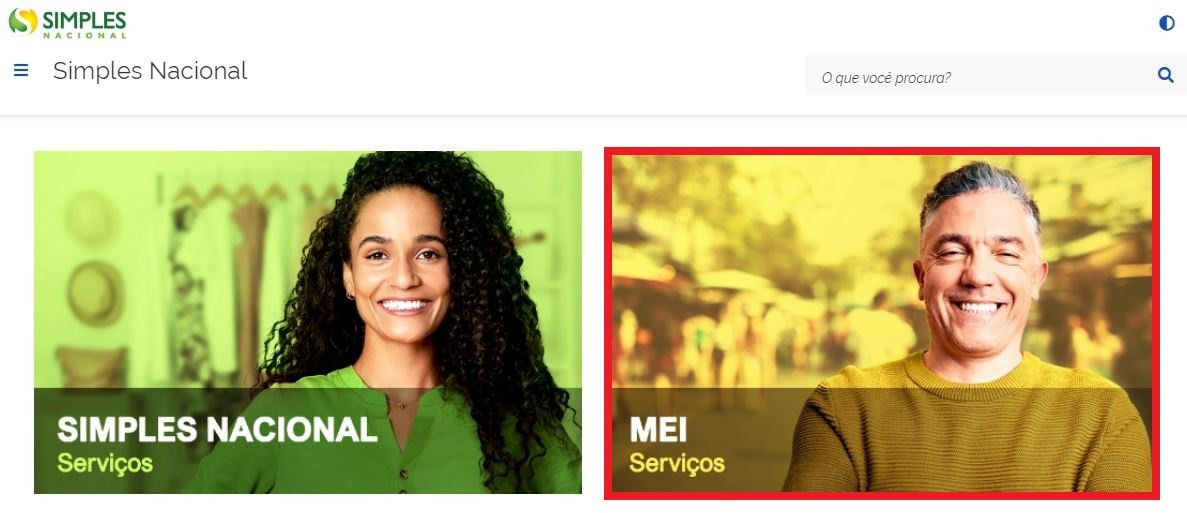 SIMPLES
NACIONAL
Simples Nacional
O que você procura?
SIMPLES NACIONAL
Serviços
MEI
Serviços